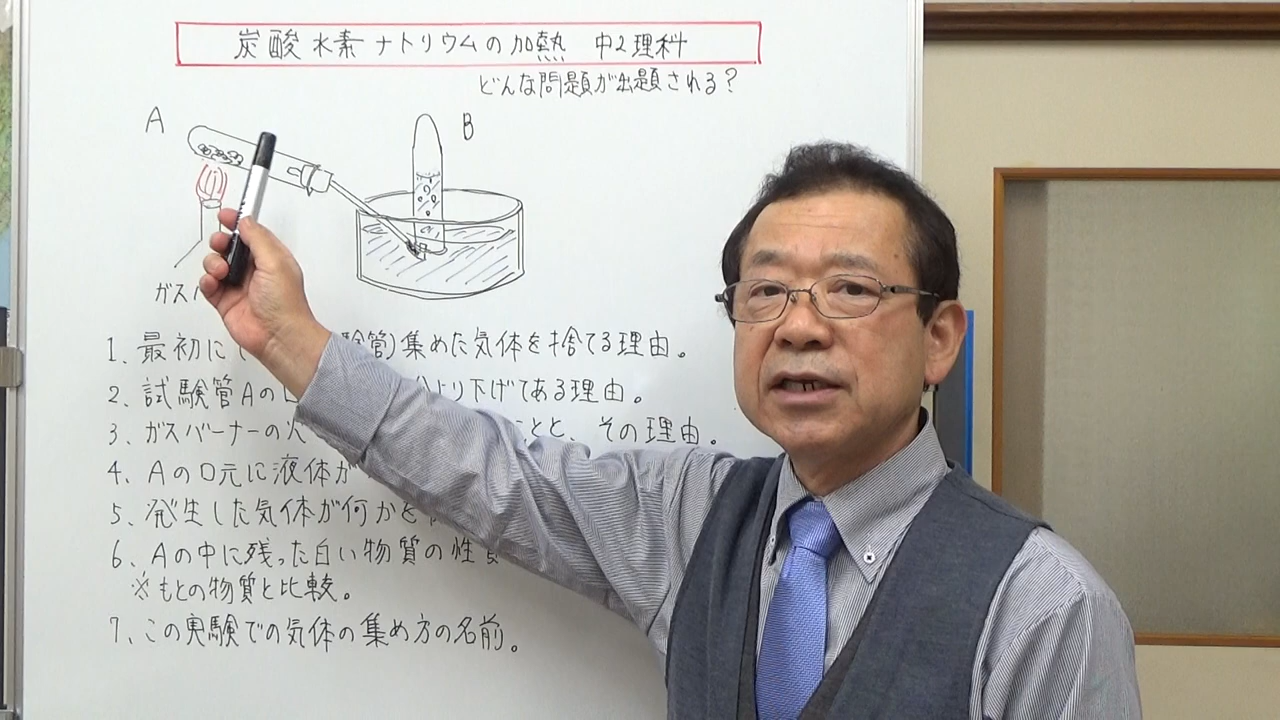 炭酸水素ナトリウムの加熱 中2理科
どんな問題が出題される?
A
B
ガス
1、最初に 験管)集めた気体を捨てる理由。
2、試験管Aの より下げてある理由。
3、ガスバーナーの火 ことと、その理由。
4、Aの口元に液体が
5、発生した気体が何かを
6、Aの中に残った白い物質の性質
※もとの物質と比較。
7、この実験での気体の集め方の名前。